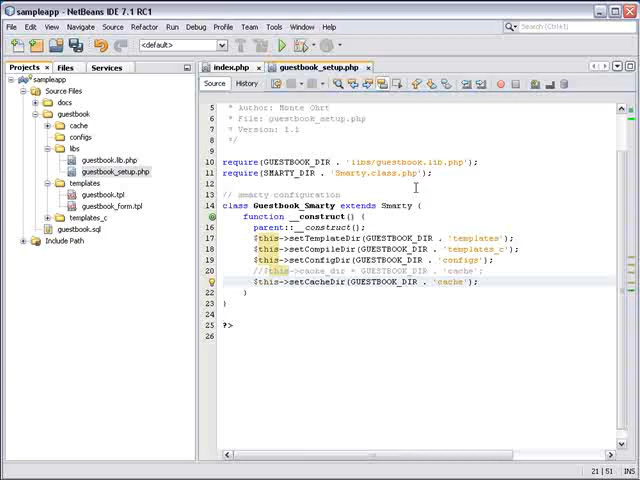 sampleapp - NetBeans IDE 7.1 RC1
File Edit View Navigate Source Refactor Run Debug Profile Team Tools Window Help
<default>
Projects Files Services
index.php guestbook_setup.php
Source History
sampleapp
Source Files
docs
guestbook
cache
configs
libs
guestbook.lib.php
guestbook_setup.php
templates
guestbook.tpl
guestbook_form.tpl
templates_c
guestbook.sql
Include Path
5 * Author: Monte Ohrt
6 * File: guestbook_setup.php
7 * Version: 1.1
8 */
9
10 require(GUESTBOOK_DIR . 'libs/guestbook.lib.php');
11 require(SMARTY_DIR . 'Smarty.class.php');
12
13 // smarty configuration
14 class Guestbook_Smarty extends Smarty {
function __construct() {
16 parent::__construct();
17 $this->setTemplateDir(GUESTBOOK_DIR . 'templates');
18 $this->setCompileDir(GUESTBOOK_DIR . 'templates_c');
19 $this->setConfigDir(GUESTBOOK_DIR . 'configs');
20 //$this->cache_dir = GUESTBOOK_DIR . 'cache';
$this->setCacheDir(GUESTBOOK_DIR . 'cache');
22 }
23 }
24
25 ?>
26
21 | 51 INS